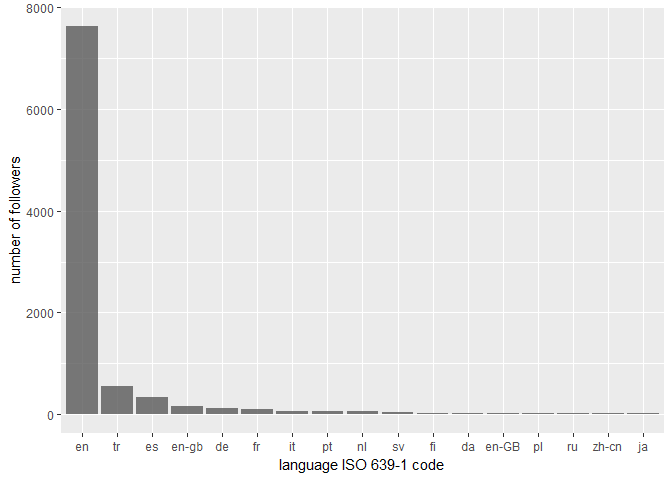 8000
6000
4000
2000
0
number of followers
en tr es en-gb de fr it pt nl sv fi da en-GB pl ru zh-cn ja
language ISO 639-1 code